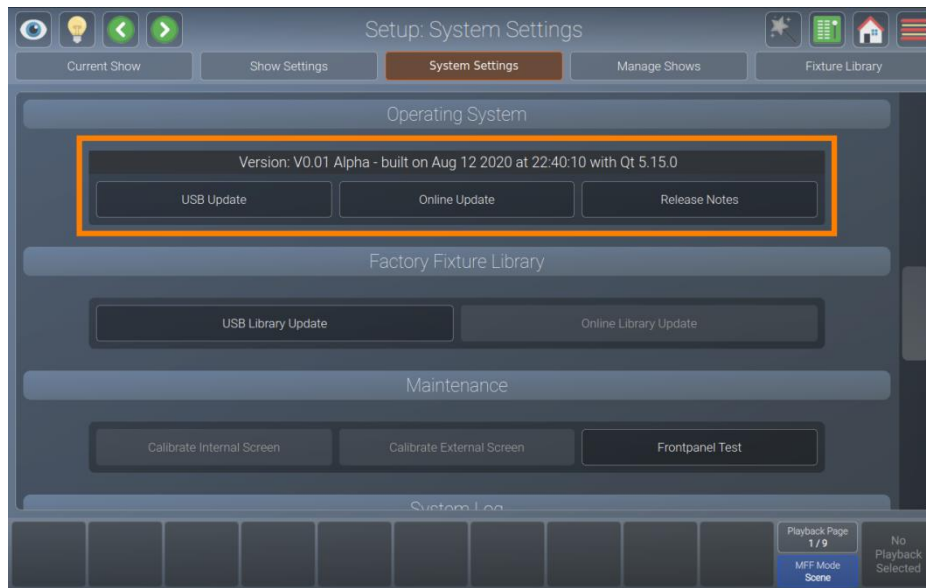 Setup: System Settings
Current Show
Show Settings
System Settings
Manage Shows
Fixture Library
Operating System
Version: V0.01 Alpha - built on Aug 12 2020 at 22:40:10 with Qt 5.15.0
USB Update
Online Update
Release Notes
Factory Fixture Library
USB Library Update
Online Library Update
Maintenance
Calibrate Internal Screen
Calibrate External Screen
Frontpanel Test
System Log
Playback Page
1 / 9
MFF Mode
Scene
No
Playback
Selected